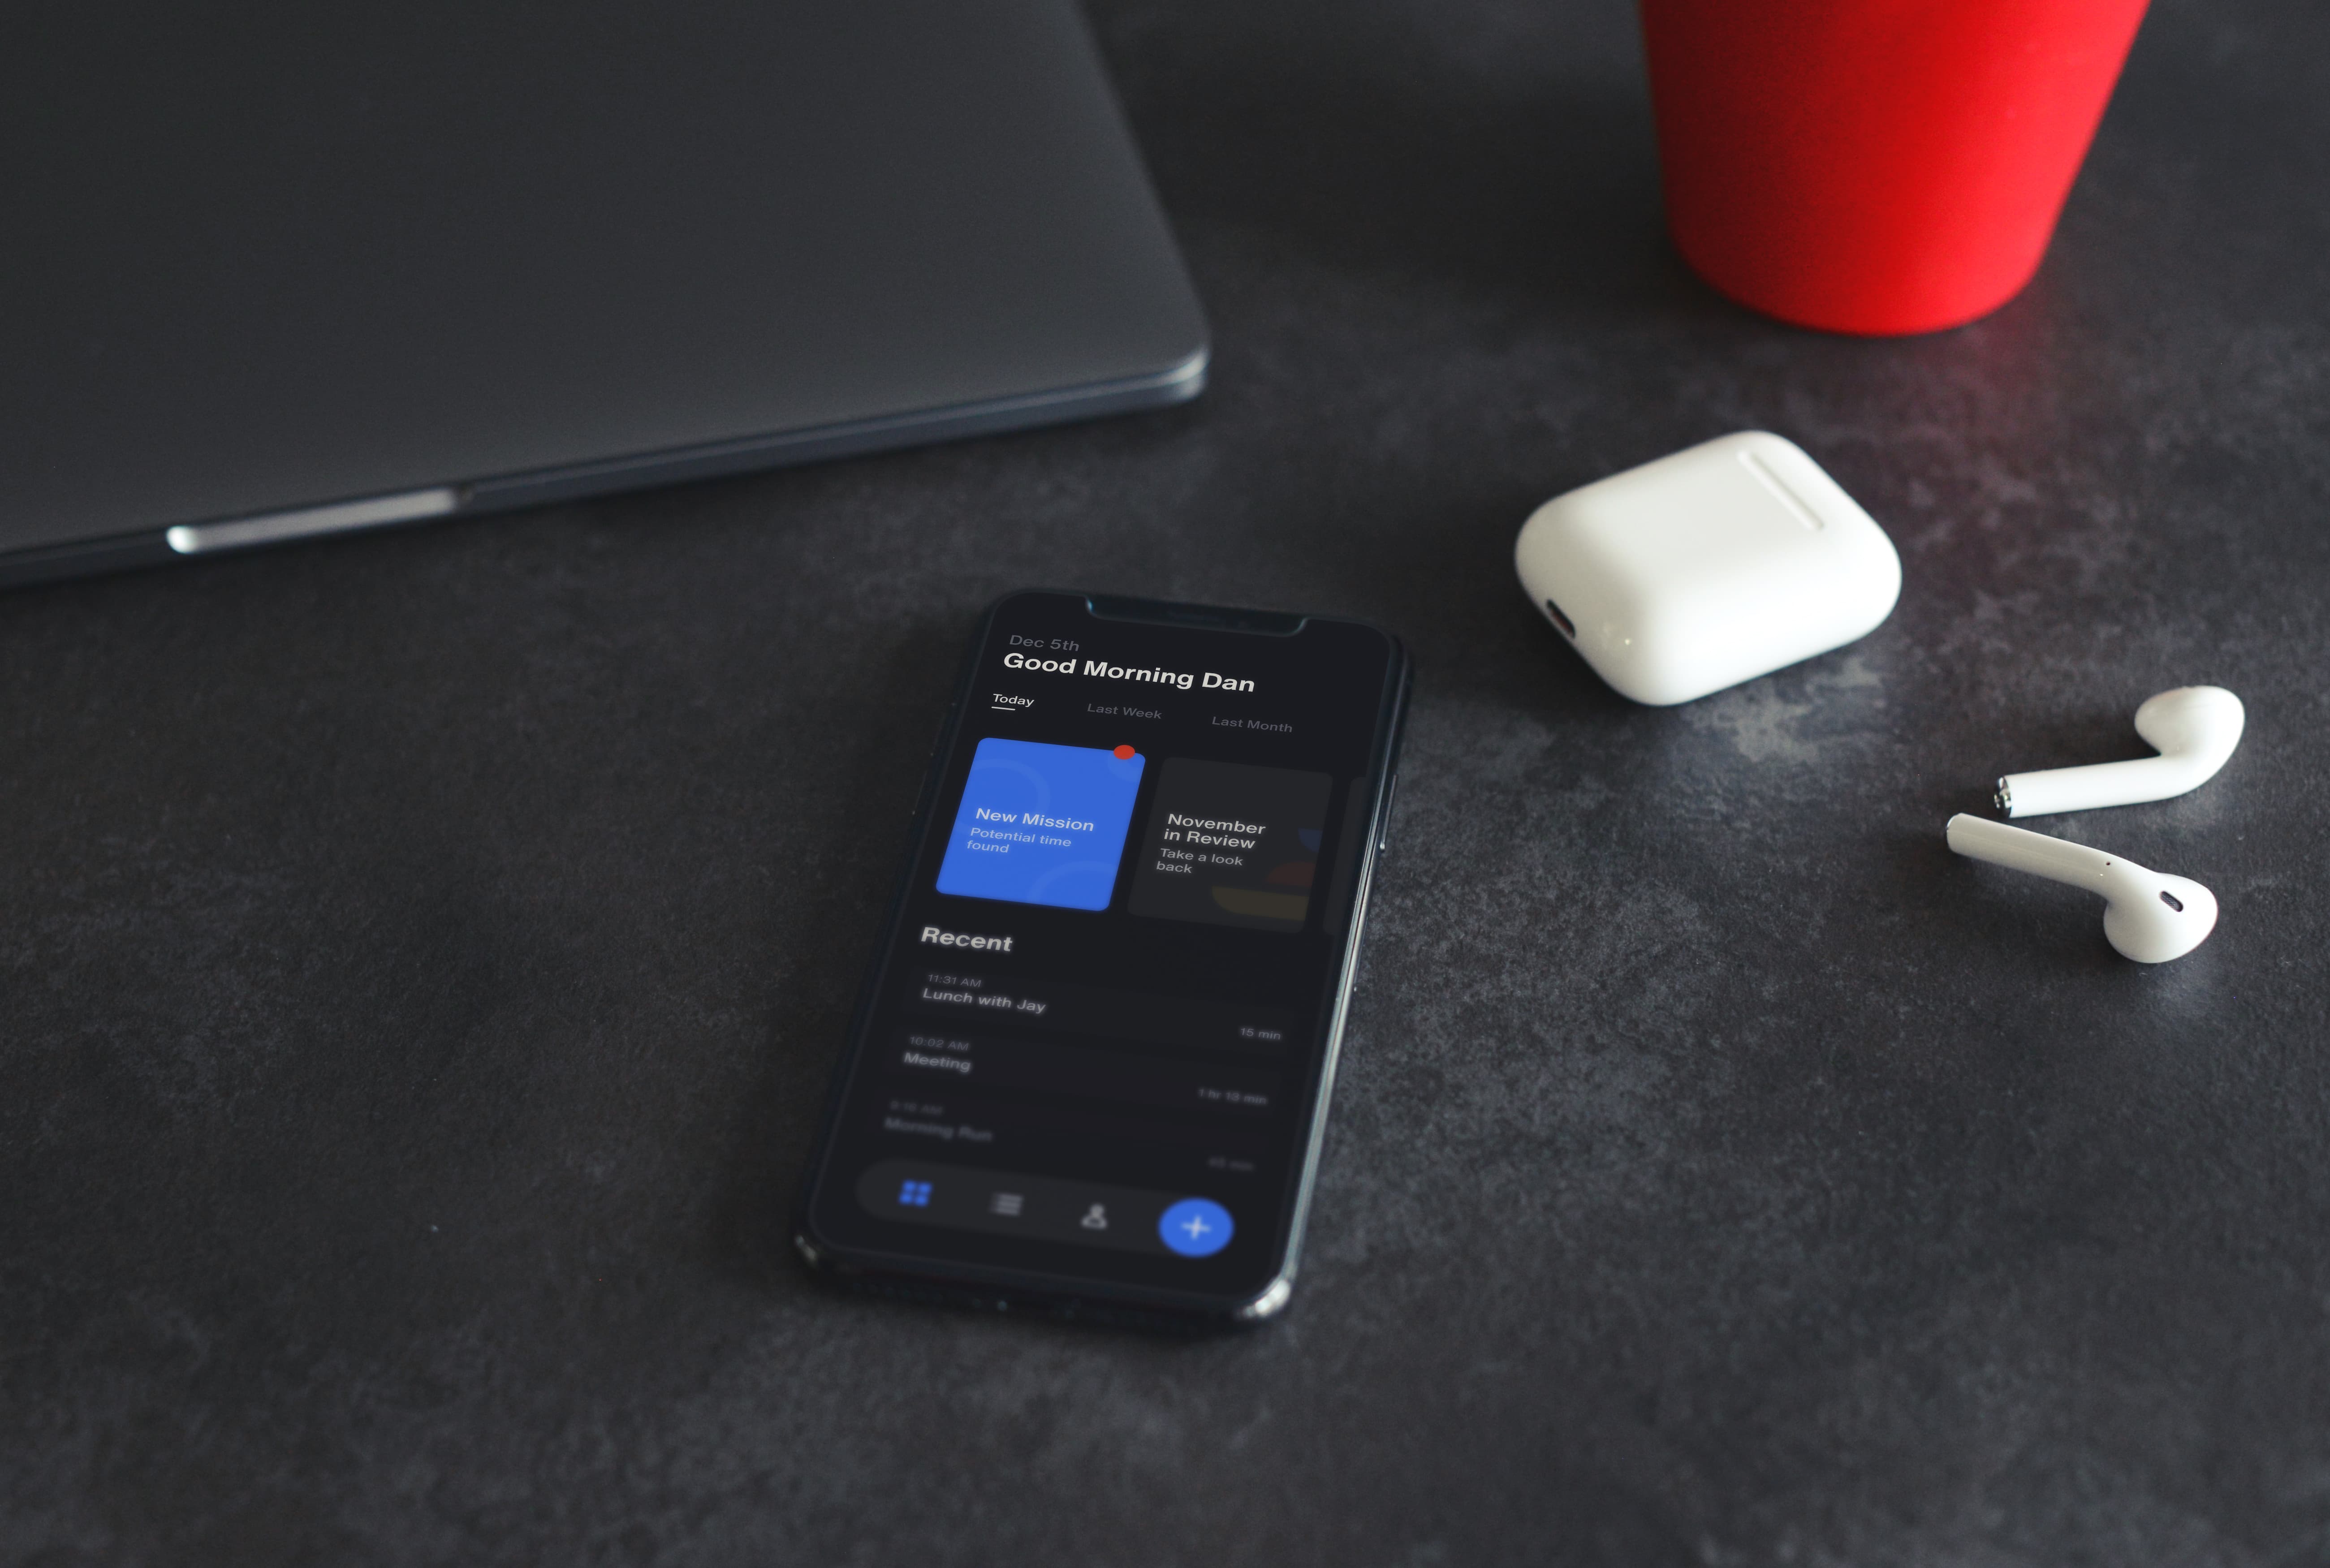 Dec 5th
Good Morning Dan
Today
Last Week
Last Month
New Mission
Potential time
found
November
in Review
Take a look
back
Recent
11:31 AM
Lunch with Jay
15 min
10:02 AM
Meeting
1 hr 13 min
Morning Run